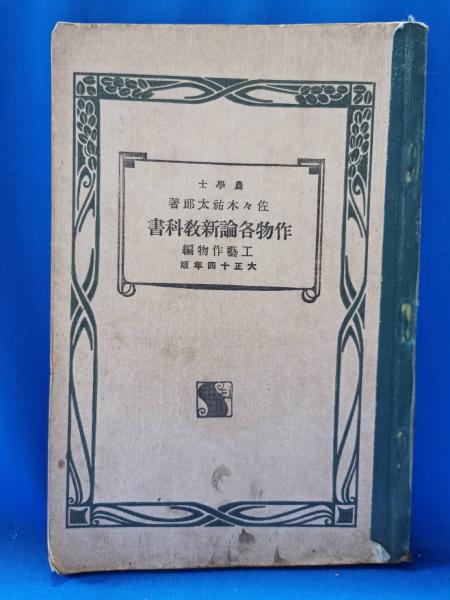 農學士
佐々木祐太郎著
作物各論新教科書
工藝作物編
大正十四年版